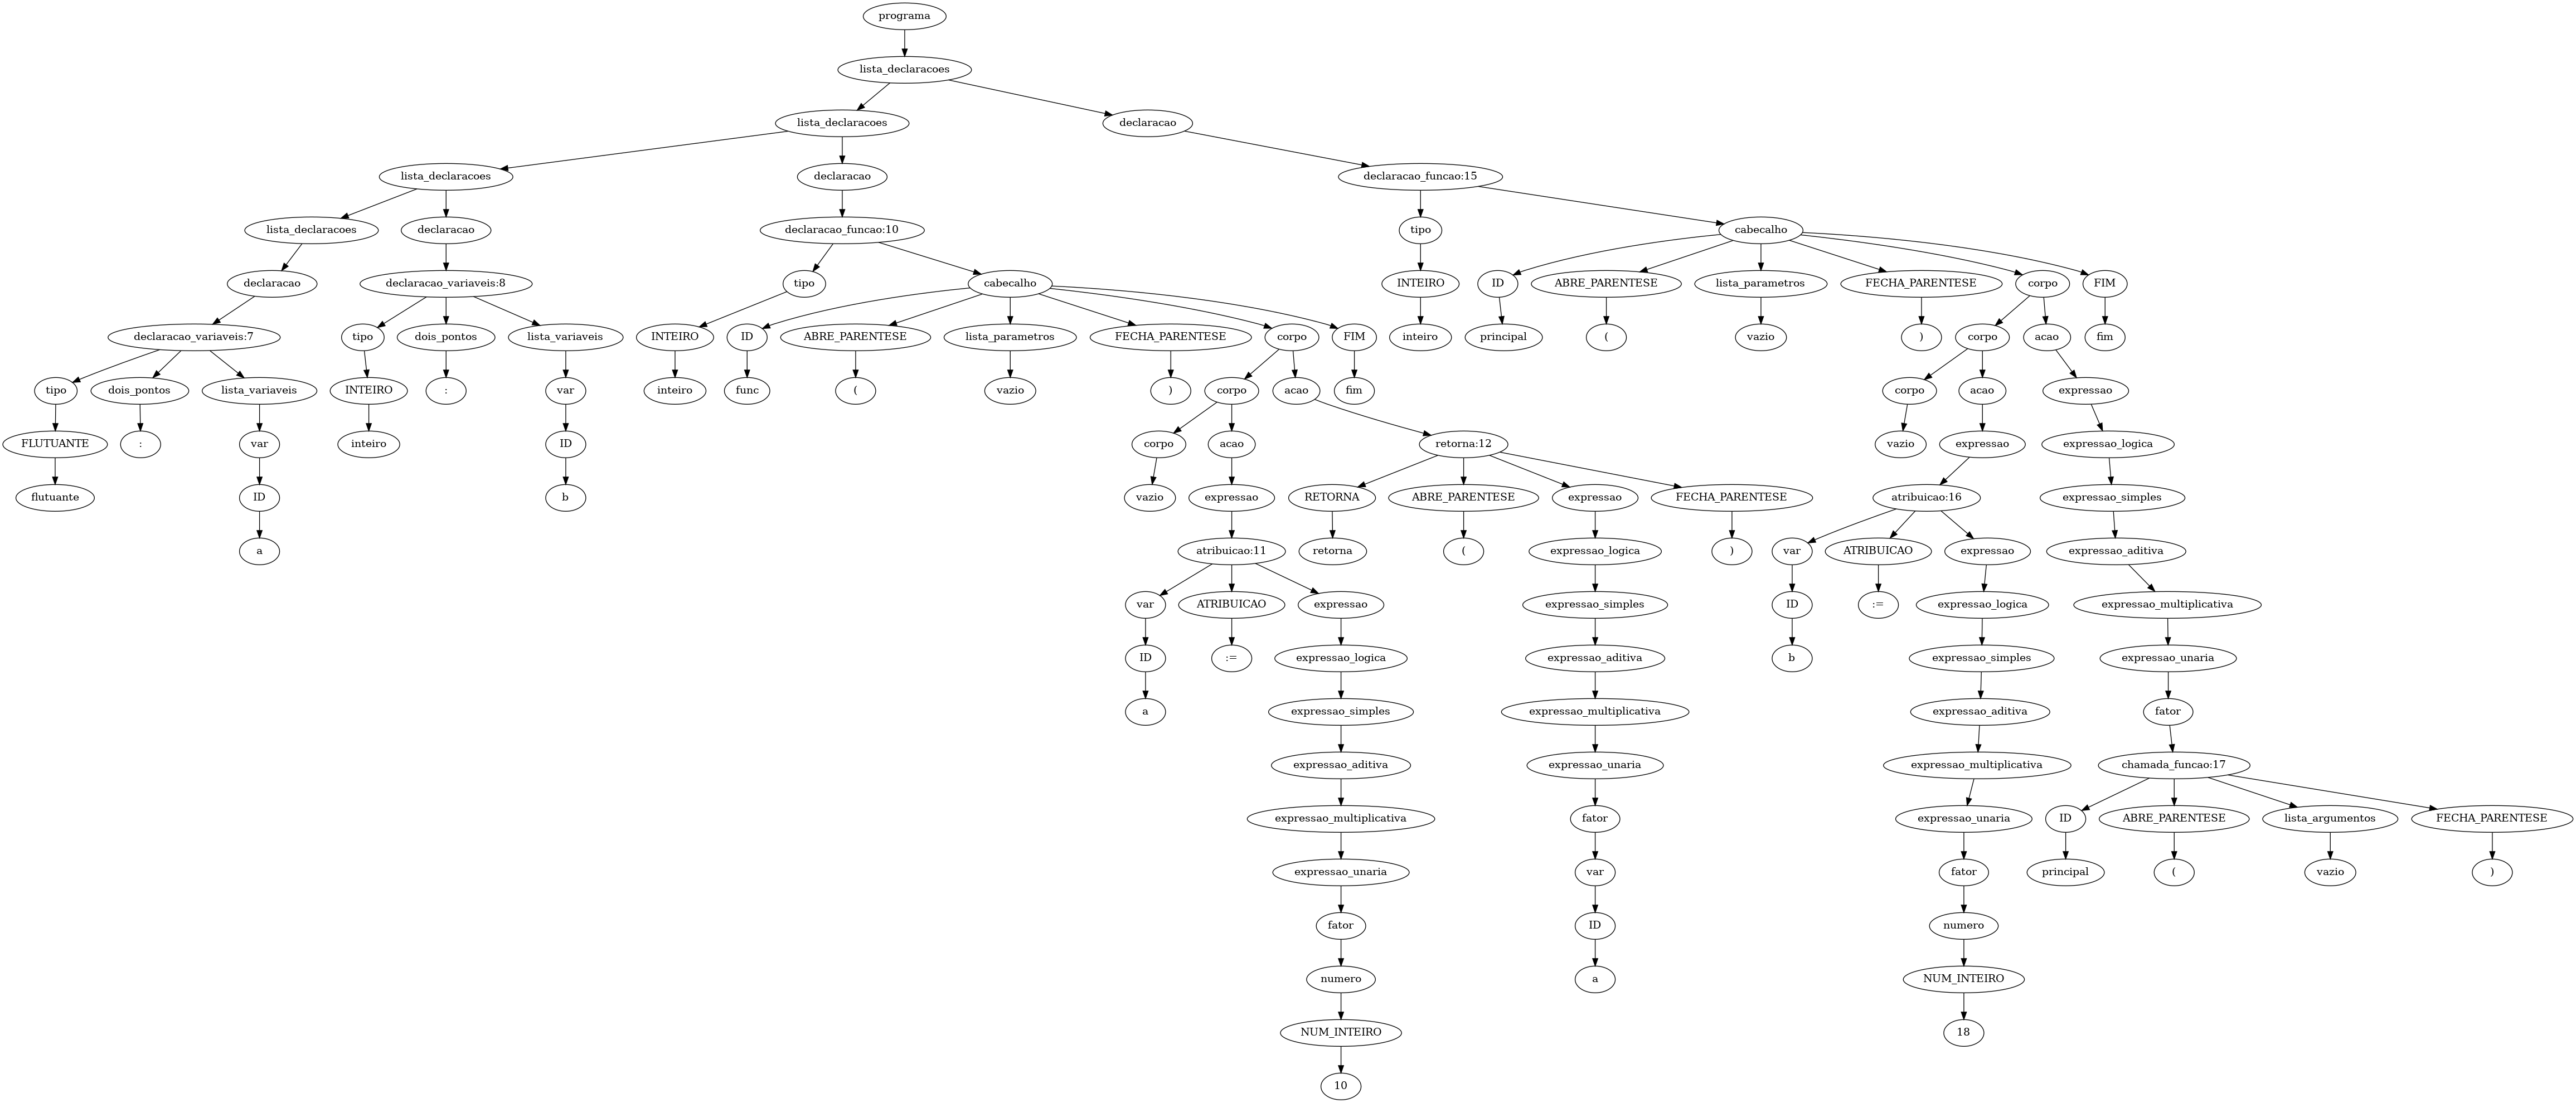 programa
lista_declaracoes
lista_declaracoes declaracao
lista_declaracoes declaracao declaracao_funcao:15
lista_declaracoes declaracao declaracao_funcao:10 tipo cabecalho
declaracao declaracao_variaveis:8 tipo cabecalho INTEIRO ID ABRE_PARENTESE lista_parametros FECHA_PARENTESE corpo FIM
declaracao_variaveis:7 tipo dois_pontos lista_variaveis INTEIRO ID ABRE_PARENTESE lista_parametros FECHA_PARENTESE corpo FIM inteiro principal ( vazio ) corpo acao fim
tipo dois_pontos lista_variaveis INTEIRO : var inteiro func ( vazio ) corpo acao fim corpo acao expressao
FLUTUANTE : var inteiro ID corpo acao retorna:12 vazio expressao expressao_logica
flutuante ID b vazio expressao RETORNA ABRE_PARENTESE expressao FECHA_PARENTESE atribuicao:16 expressao_simples
a atribuicao:11 retorna ( expressao_logica ) var ATRIBUICAO expressao expressao_aditiva
var ATRIBUICAO expressao expressao_simples ID := expressao_logica expressao_multiplicativa
ID := expressao_logica expressao_aditiva b expressao_simples expressao_unaria
a expressao_simples expressao_multiplicativa expressao_aditiva fator
expressao_aditiva expressao_unaria expressao_multiplicativa chamada_funcao:17
expressao_multiplicativa fator expressao_unaria ID ABRE_PARENTESE lista_argumentos FECHA_PARENTESE
expressao_unaria var fator principal ( vazio )
fator ID numero
numero a NUM_INTEIRO
NUM_INTEIRO 18
10